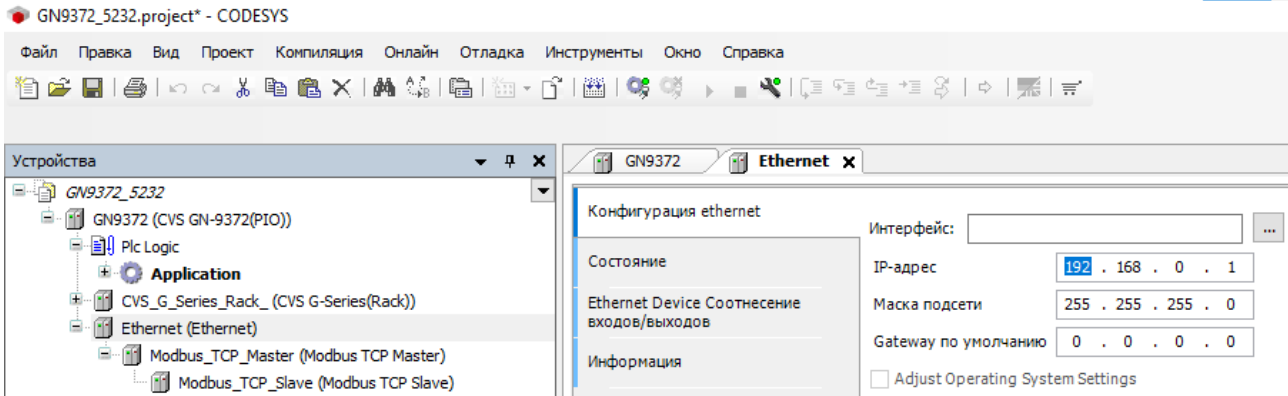 GN9372_5232.project* - CODESYS
Файл Правка Вид Проект Компиляция Онлайн Отладка Инструменты Окно Справка
Устройства
GN9372_5232
GN9372 (CVS GN-9372(PIO))
Plc Logic
Application
CVS_G_Series_Rack_ (CVS G-Series(Rack))
Ethernet (Ethernet)
Modbus_TCP_Master (Modbus TCP Master)
Modbus_TCP_Slave (Modbus TCP Slave)
GN9372 Ethernet
Конфигурация ethernet
Состояние
Ethernet Device Соотнесение
входов/выходов
Информация
Интерфейс: ...
IP-адрес 192 . 168 . 0 . 1
Маска подсети 255 . 255 . 255 . 0
Gateway по умолчанию 0 . 0 . 0 . 0
Adjust Operating System Settings